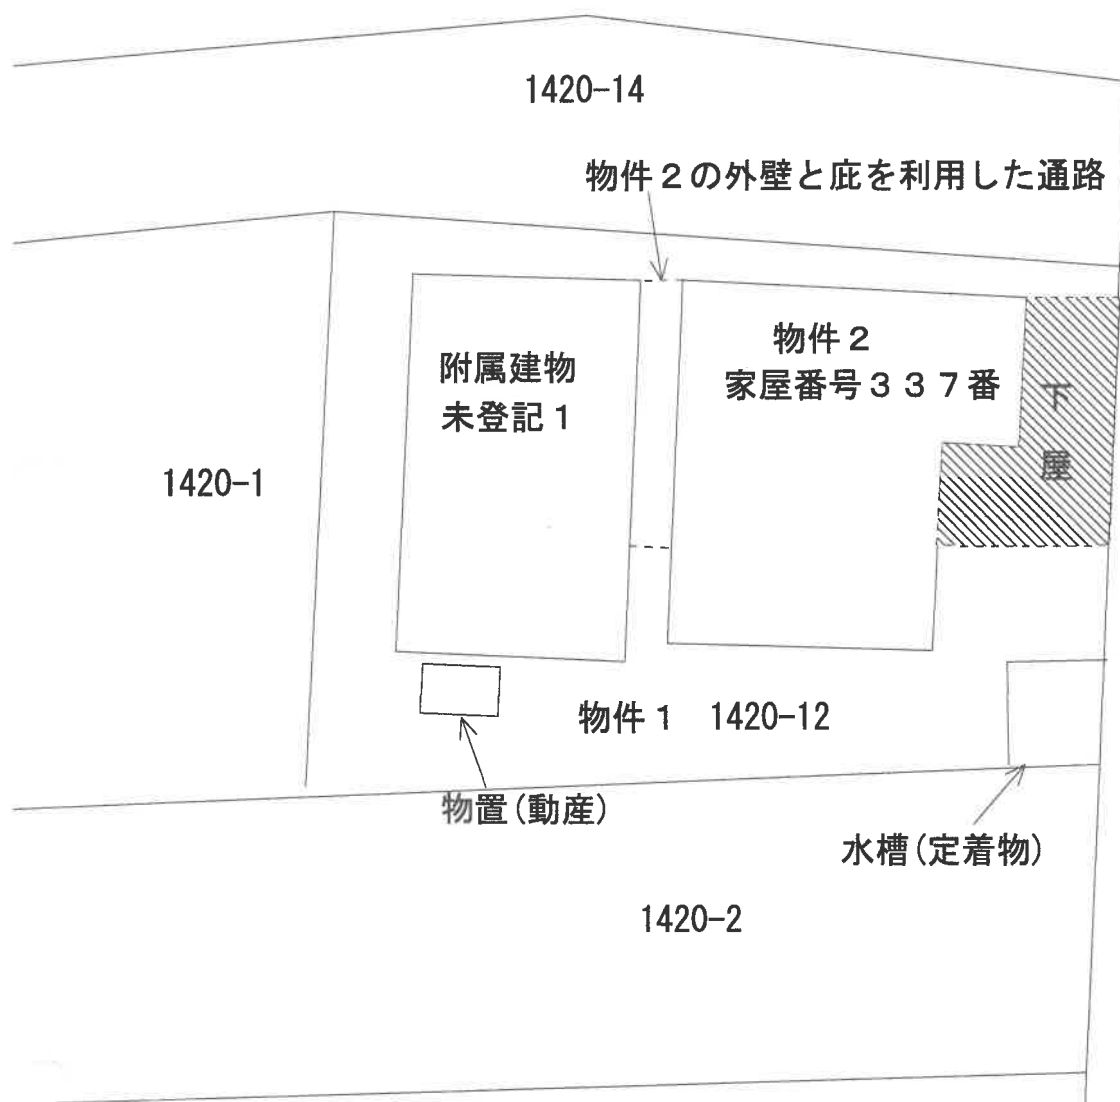 1420-14
物件２の外壁と庇を利用した通路
附属建物
未登記１
物件２
家屋番号３３７番
下
屋
1420-1
物件１ 1420-12
物置(動産)
水槽(定着物)
1420-2